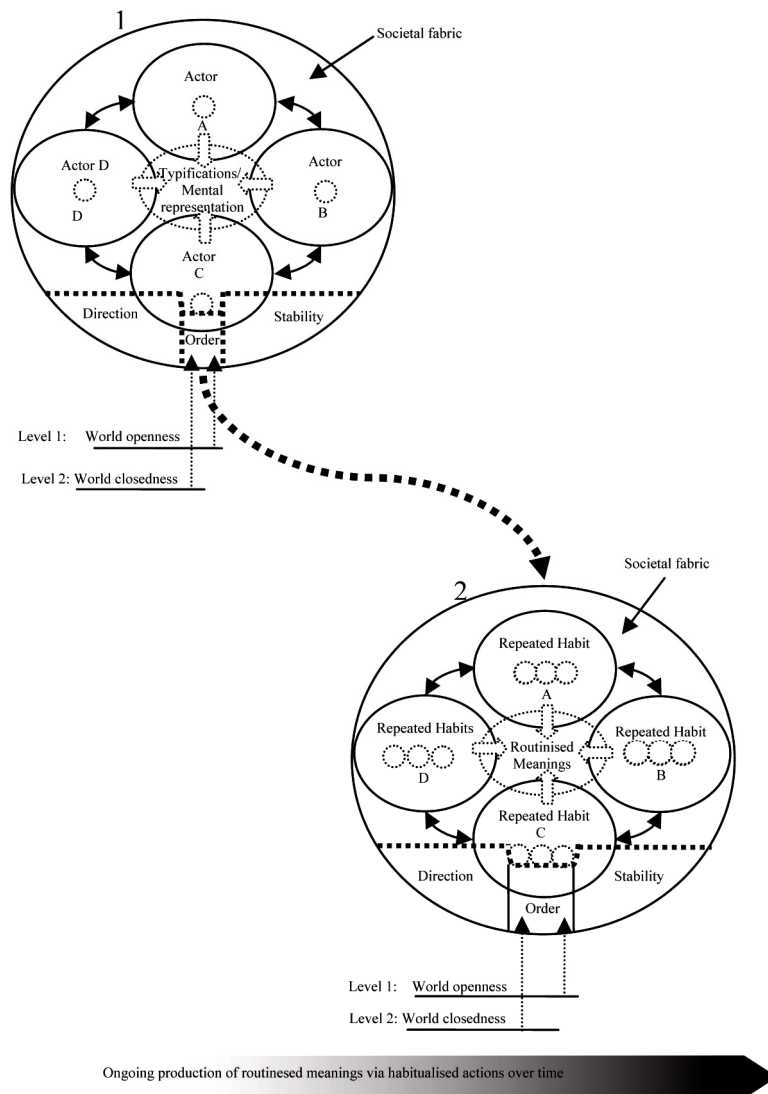 1
Societal fabric
Actor
A
Actor D
D
Typifications/
Mental
representation
Actor
B
Actor
C
Direction
Order
Stability
Level 1: World openness
Level 2: World closedness
Societal fabric
2
Repeated Habit
A
Repeated Habits
D
Routinised
Meanings
Repeated Habit
B
Repeated Habit
C
Direction
Order
Stability
Level 1: World openness
Level 2: World closedness
Ongoing production of routinesed meanings via habitualised actions over time